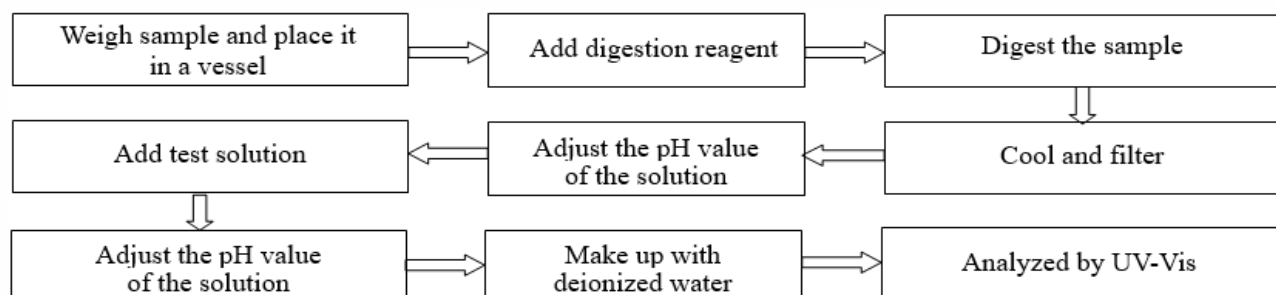 Weigh sample and place it
in a vessel
Add digestion reagent
Digest the sample
Cool and filter
Adjust the pH value
of the solution
Add test solution
Adjust the pH value
of the solution
Make up with
deionized water
Analyzed by UV-Vis